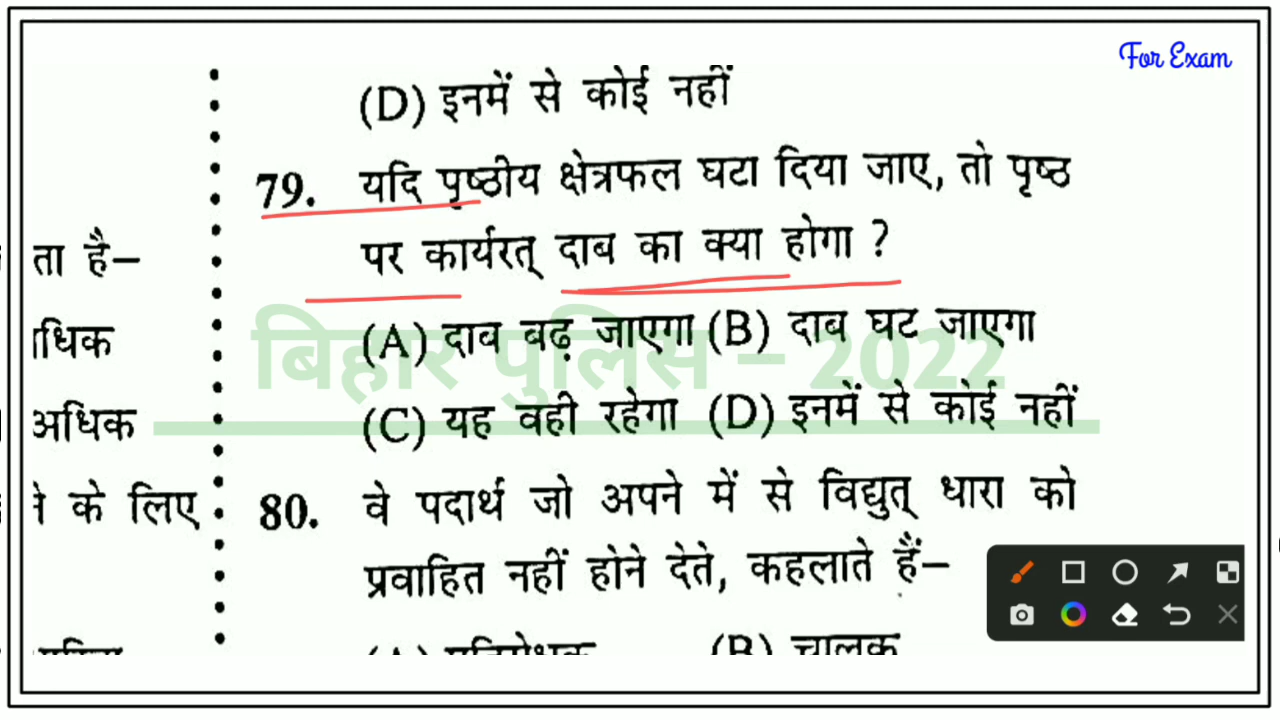 For Exam
(D) इनमें से कोई नहीं
79. यदि पृष्ठीय क्षेत्रफल घटा दिया जाए, तो पृष्ठ
पर कार्यरत् दाब का क्या होगा ?
(A) दाब बढ़ जाएगा (B) दाब घट जाएगा
(C) यह वही रहेगा (D) इनमें से कोई नहीं
80. वे पदार्थ जो अपने में से विद्युत् धारा को
प्रवाहित नहीं होने देते, कहलाते हैं–
(B) चालक
ता है–
धिक
अधिक
के लिए
बिहार पुलिस – 2022